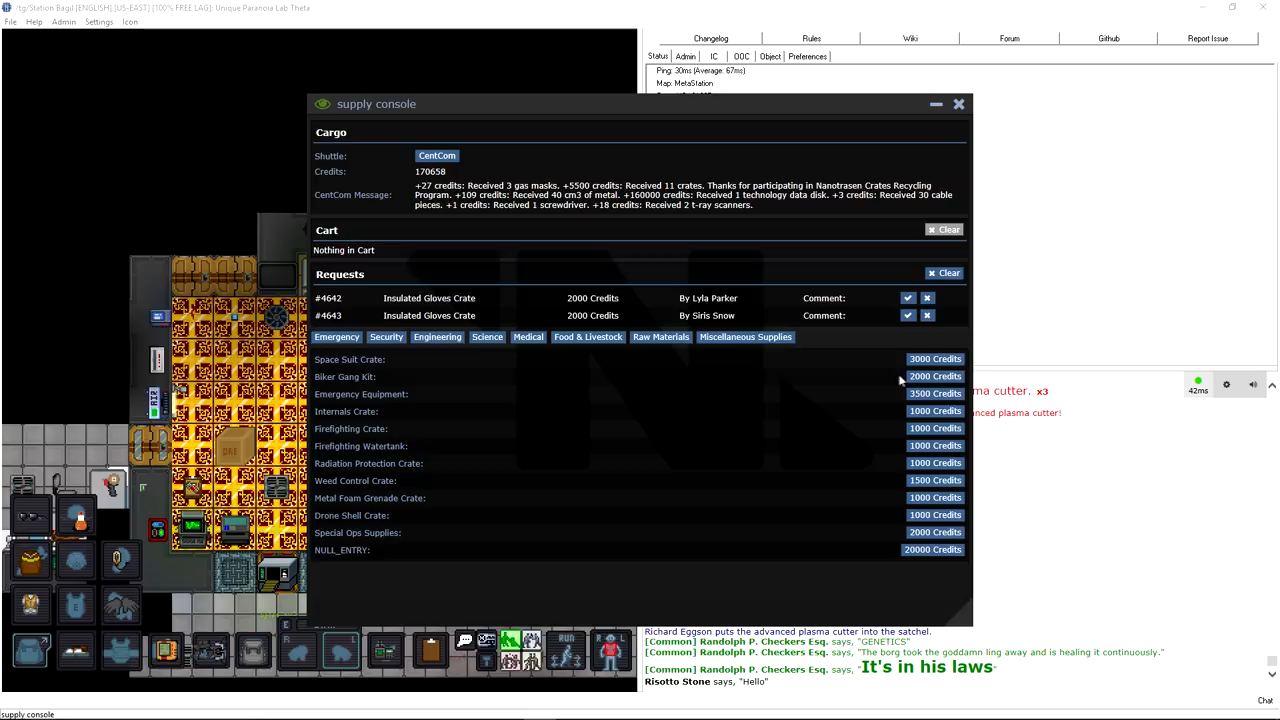 /tg/Station Bagil [ENGLISH] [US-EAST] [100% FREE LAG]: Unique Paranoia Lab Theta
File Help Admin Settings Icon
Changelog Rules Wiki Forum Github Report Issue
Status Admin IC OOC Object Preferences
Ping: 30ms (Average: 67ms)
Map: MetaStation
supply console
Cargo
Shuttle: CentCom
Credits: 170658
CentCom Message: +27 credits: Received 3 gas masks. +5500 credits: Received 11 crates. Thanks for participating in Nanotrasen Crates Recycling
Program. +109 credits: Received 40 cm3 of metal. +160000 credits: Received 1 technology data disk. +3 credits: Received 30 cable
pieces. +1 credits: Received 1 screwdriver. +18 credits: Received 2 t-ray scanners.
Cart Clear
Nothing in Cart
Requests Clear
#4642 Insulated Gloves Crate 2000 Credits By Lyla Parker Comment:
#4643 Insulated Gloves Crate 2000 Credits By Siris Snow Comment:
Emergency Security Engineering Science Medical Food & Livestock Raw Materials Miscellaneous Supplies
Space Suit Crate: 3000 Credits
Biker Gang Kit: 2000 Credits
Emergency Equipment: 3500 Credits
Internals Crate: 1000 Credits
Firefighting Crate: 1000 Credits
Firefighting Watertank: 1000 Credits
Radiation Protection Crate: 1000 Credits
Weed Control Crate: 1500 Credits
Metal Foam Grenade Crate: 1000 Credits
Drone Shell Crate: 1000 Credits
Special Ops Supplies: 2000 Credits
NULL_ENTRY: 20000 Credits
cutter. x3
42ms
advanced plasma cutter!
ORE
RUN
R L
Richard Eggson puts the advanced plasma cutter into the satchel.
[Common] Randolph P. Checkers Esq. says, "GENETICS"
[Common] Randolph P. Checkers Esq. says, "The borg took the goddamn ling away and is healing it continuously."
[Common] Randolph P. Checkers Esq. says, "It's in his laws"
Risotto Stone says, "Hello"
Chat
supply console